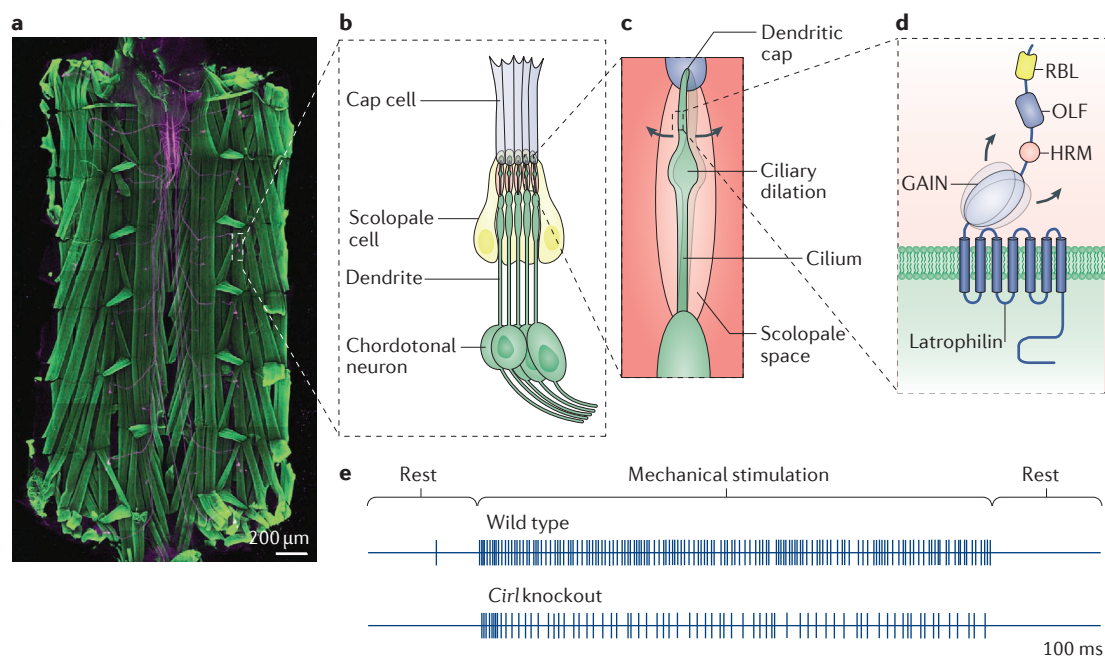 a
200 µm
b
Cap cell
Scolopale
cell
Dendrite
Chordotonal
neuron
c
Dendritic
cap
Ciliary
dilation
Cilium
Scolopale
space
d
RBL
OLF
HRM
GAIN
Latrophilin
e
Rest
Mechanical stimulation
Rest
Wild type
Cirl knockout
100 ms